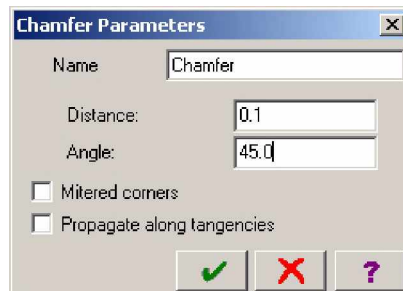 Chamfer Parameters
Name Chamfer
Distance: 0.1
Angle: 45.0
Mitered corners
Propagate along tangencies
?